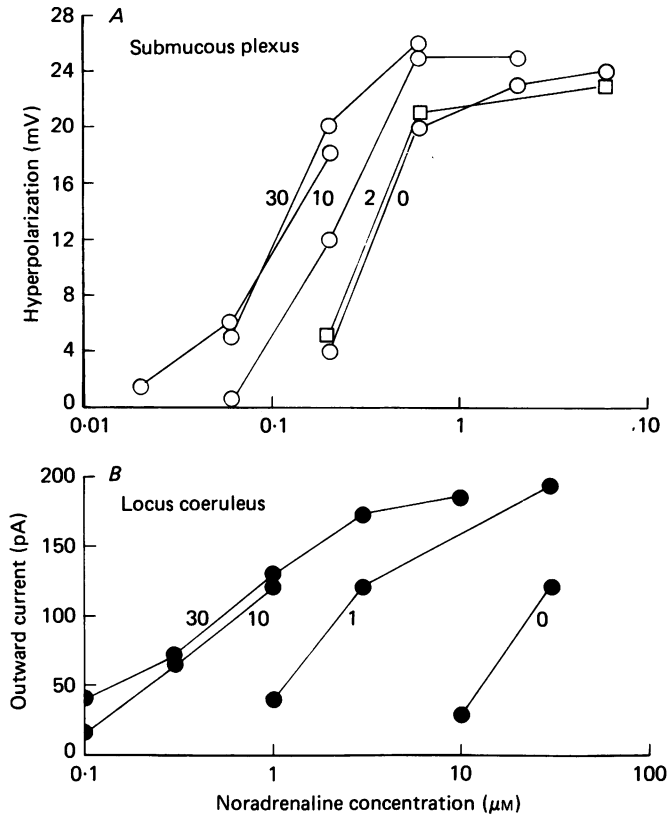 A
Submucous plexus
Hyperpolarization (mV)
28
24
20
16
12
8
4
0
30 10 2 0
0·01 0·1 1 10
B
Locus coeruleus
Outward current (pA)
200
150
100
50
0
30 10 1 0
0·1 1 10 100
Noradrenaline concentration (μM)